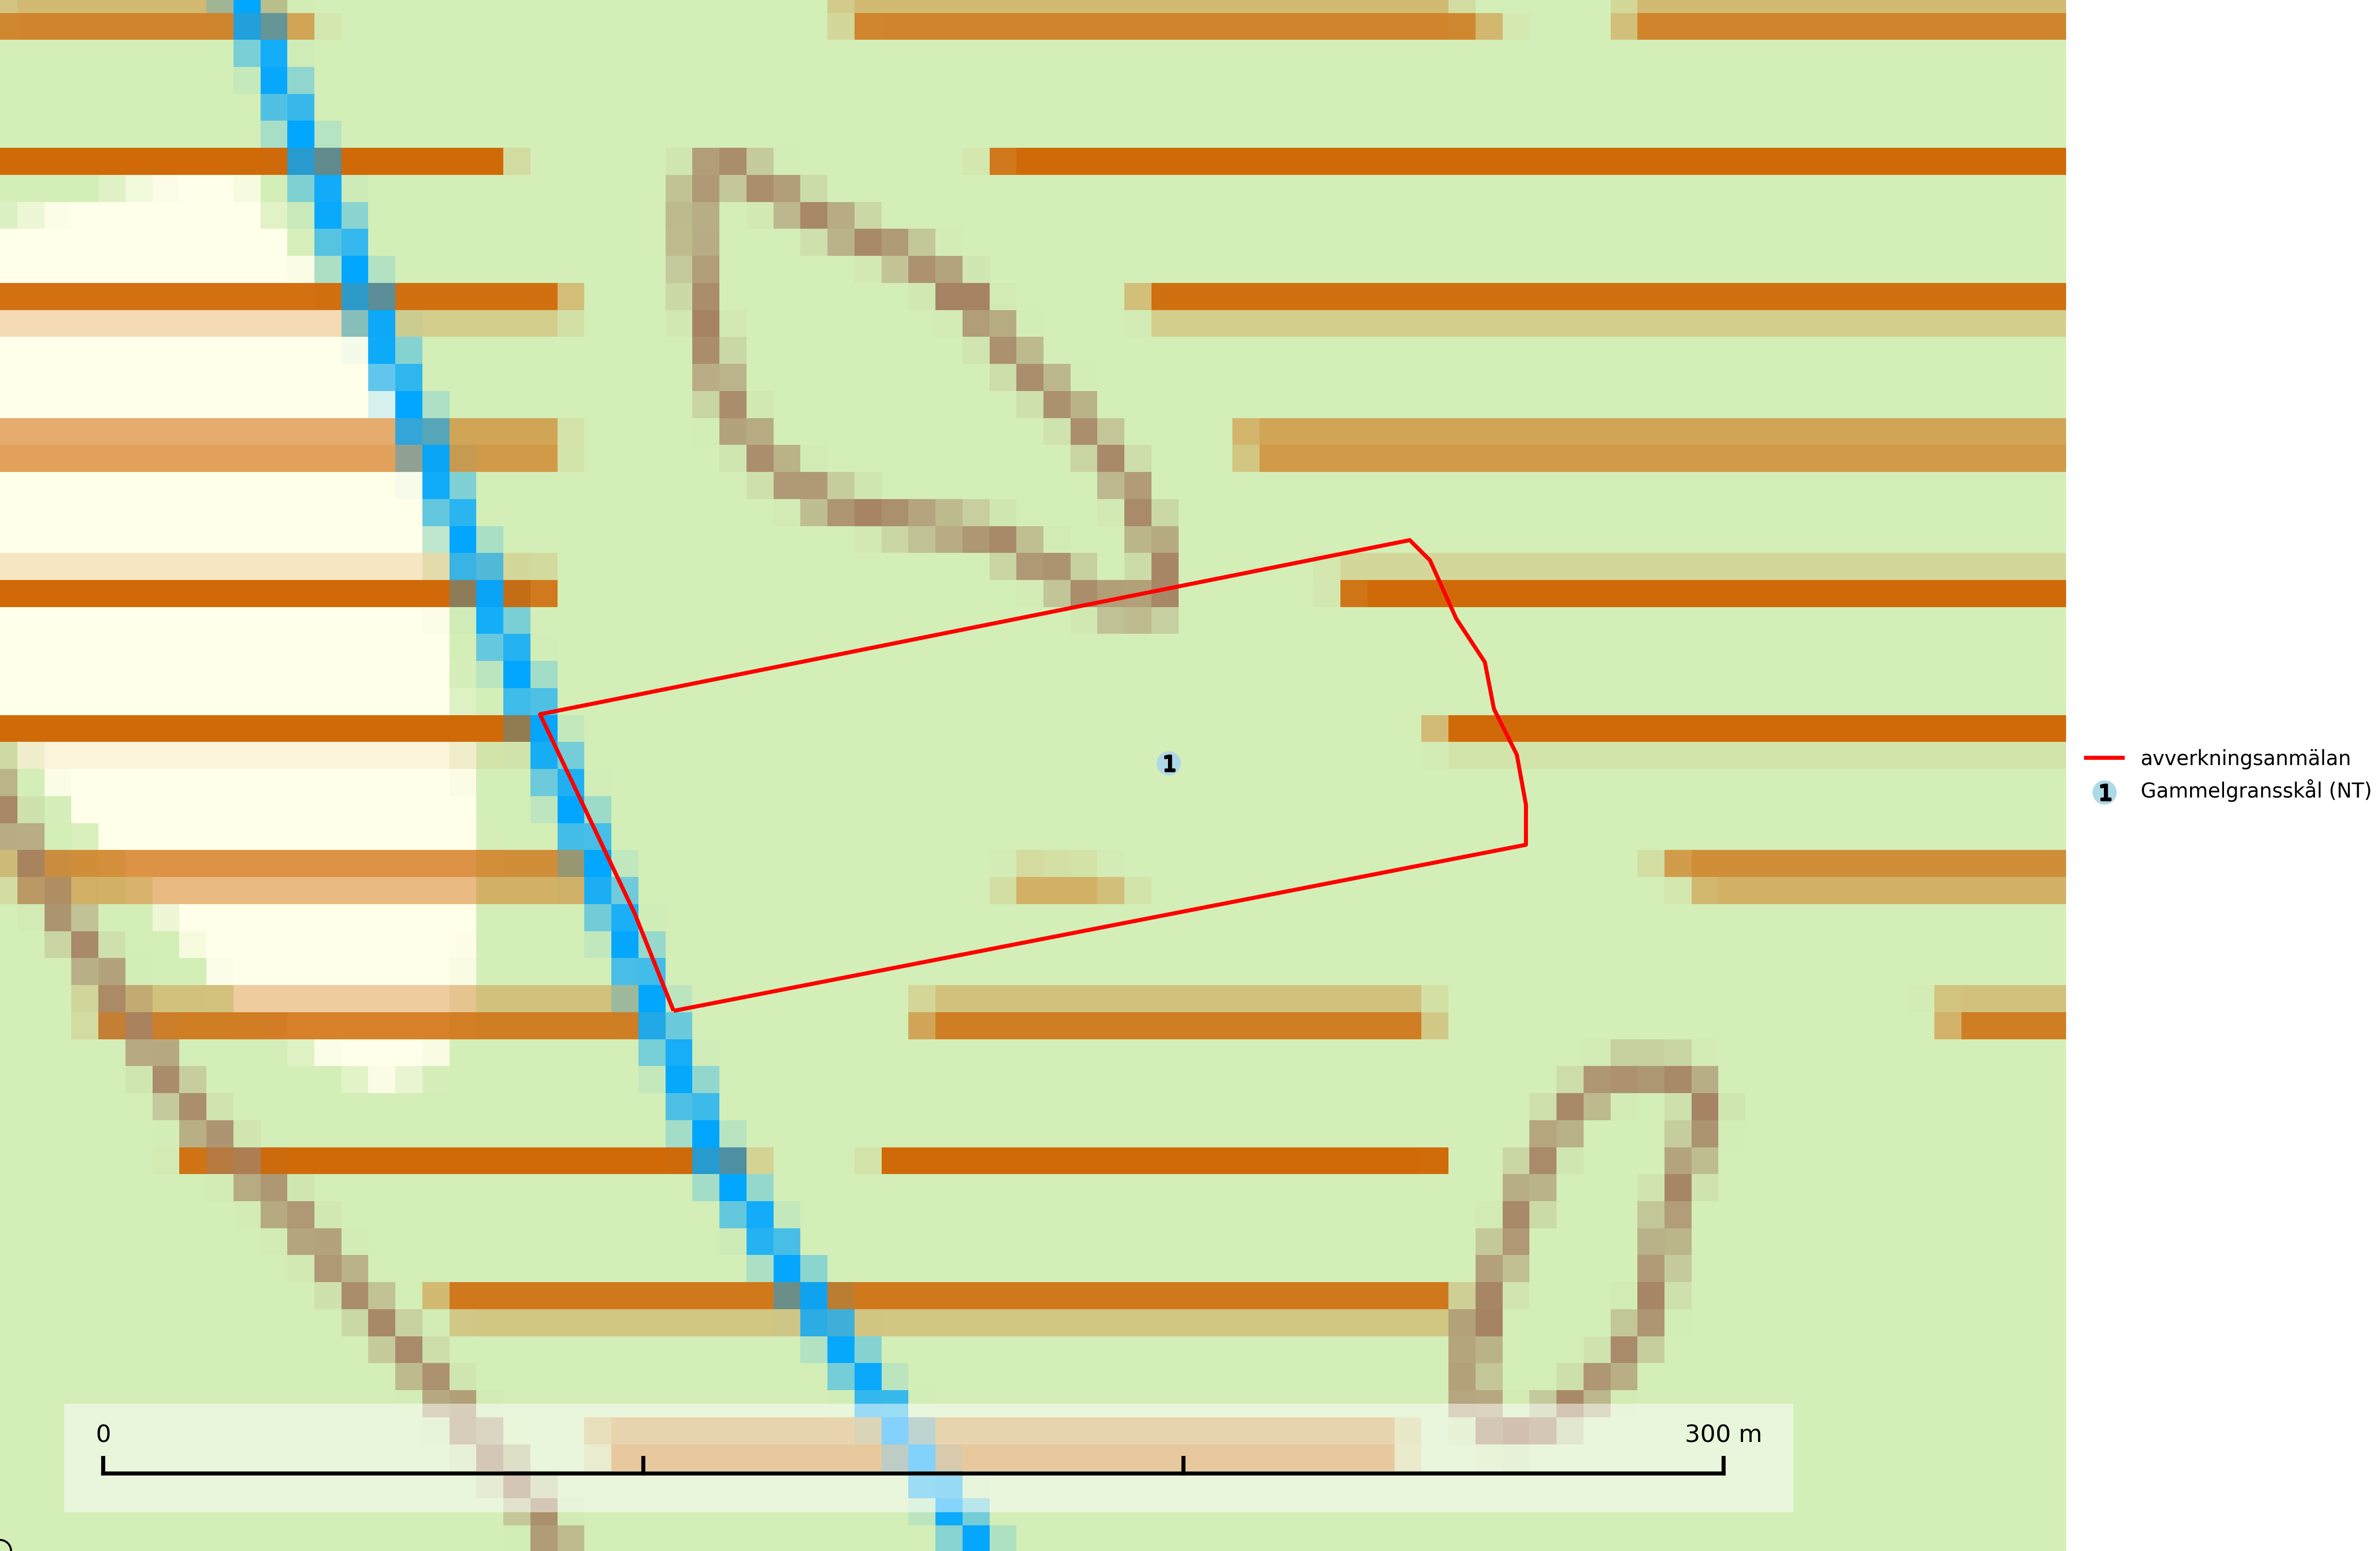 1
avverkningsanmälan
1 Gammelgransskål (NT)
0 300 m